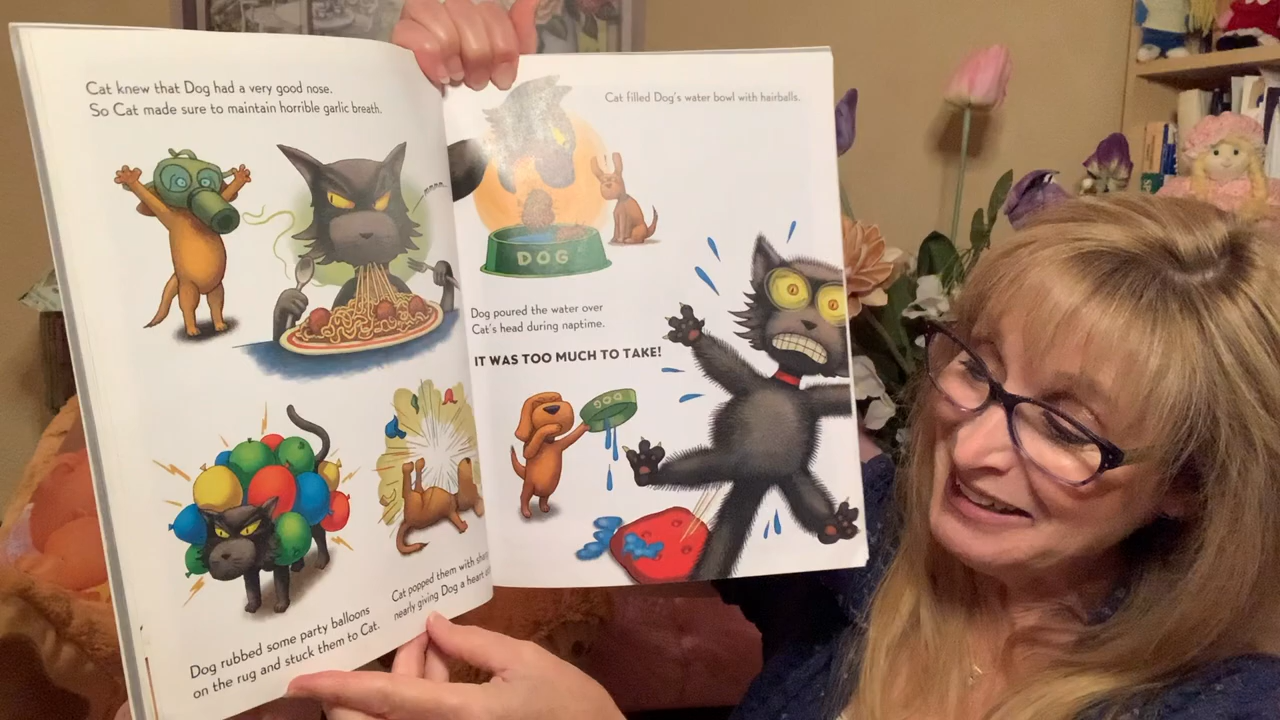 Cat knew that Dog had a very good nose.
So Cat made sure to maintain horrible garlic breath.
Dog rubbed some party balloons
on the rug and stuck them to Cat.
Cat popped them with
nearly giving Dog a heart
Cat filled Dog's water bowl with hairballs.
DOG
Dog poured the water over
Cat's head during naptime.
IT WAS TOO MUCH TO TAKE!
DOG